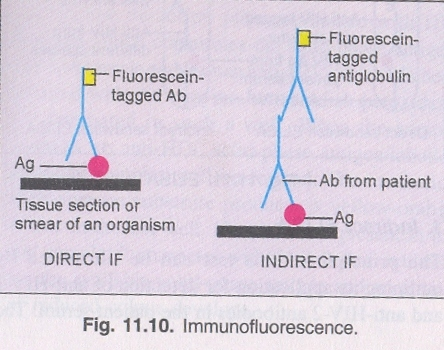 Fluorescein-
tagged Ab
Ag
Tissue section or
smear of an organism
DIRECT IF
Fluorescein-
tagged
antiglobulin
Ab from patient
Ag
INDIRECT IF
Fig. 11.10. Immunofluorescence.